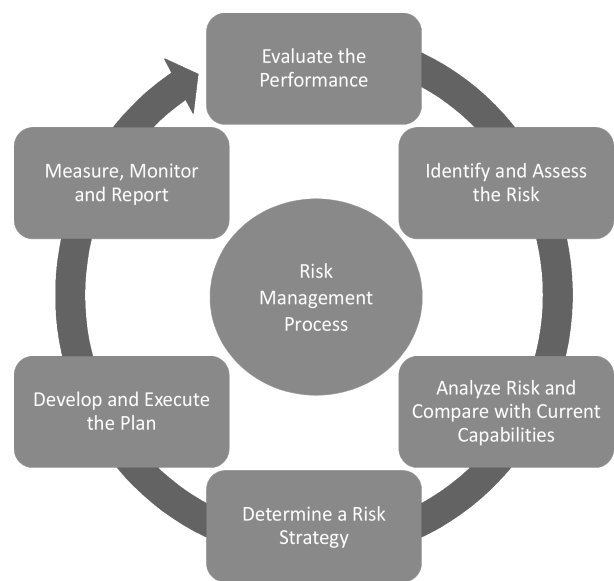 Evaluate the
Performance
Identify and Assess
the Risk
Analyze Risk and
Compare with Current
Capabilities
Determine a Risk
Strategy
Develop and Execute
the Plan
Measure, Monitor
and Report
Risk
Management
Process